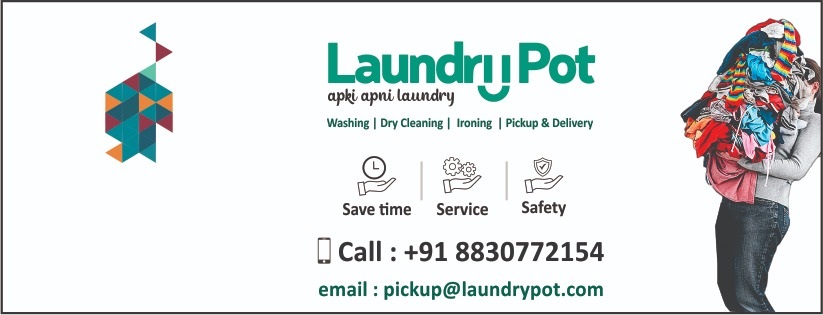 LaundryPot
apki apni laundry
Washing | Dry Cleaning | Ironing | Pickup & Delivery
Save time | Service | Safety
Call : +91 8830772154
email : pickup@laundrypot.com